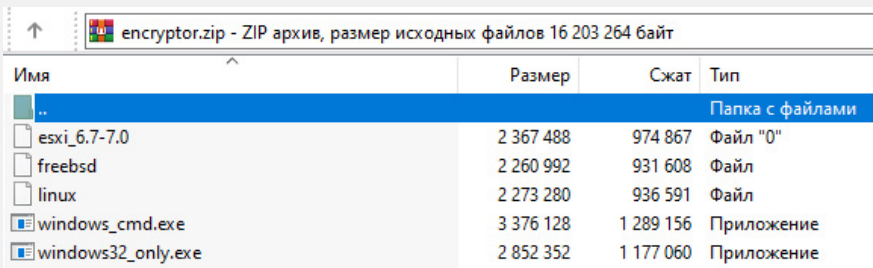 encryptor.zip - ZIP архив, размер исходных файлов 16 203 264 байт
Имя Размер Сжат Тип
.. Папка с файлами
esxi_6.7-7.0 2 367 488 974 867 Файл "0"
freebsd 2 260 992 931 608 Файл
linux 2 273 280 936 591 Файл
windows_cmd.exe 3 376 128 1 289 156 Приложение
windows32_only.exe 2 852 352 1 177 060 Приложение